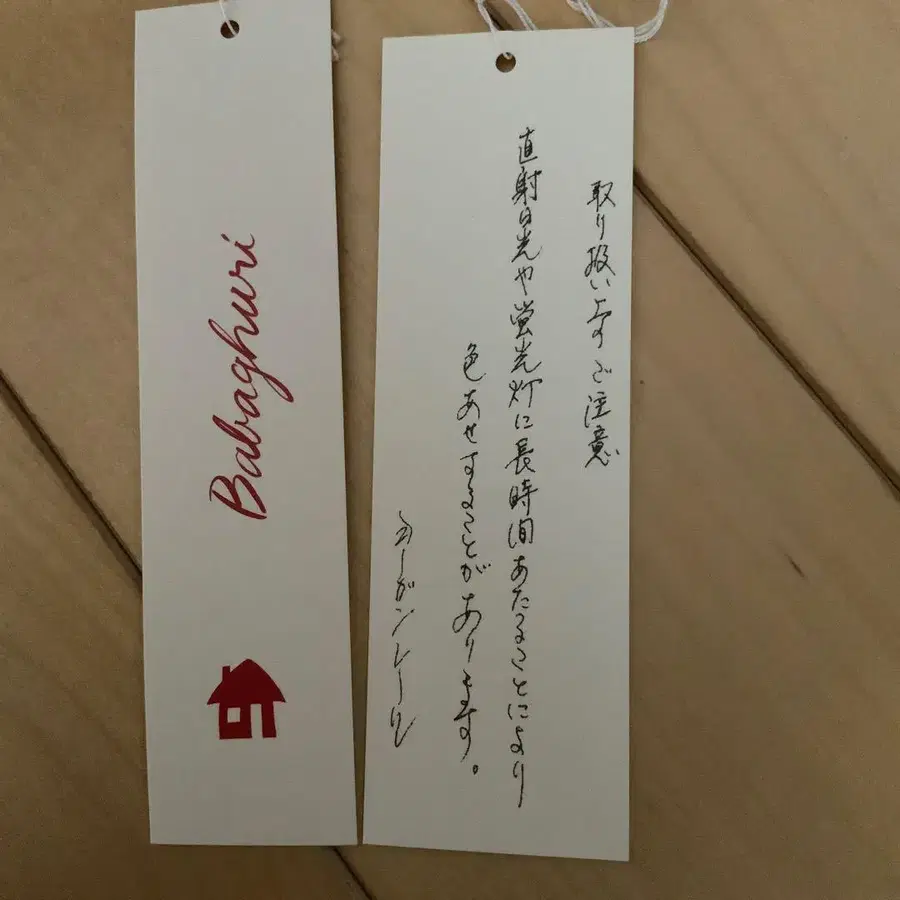 Babaghuri
取り扱い上の ご注意
直射日光や蛍光灯に長時間あたることにより
色あせすることがあります。
ヨーガンレール